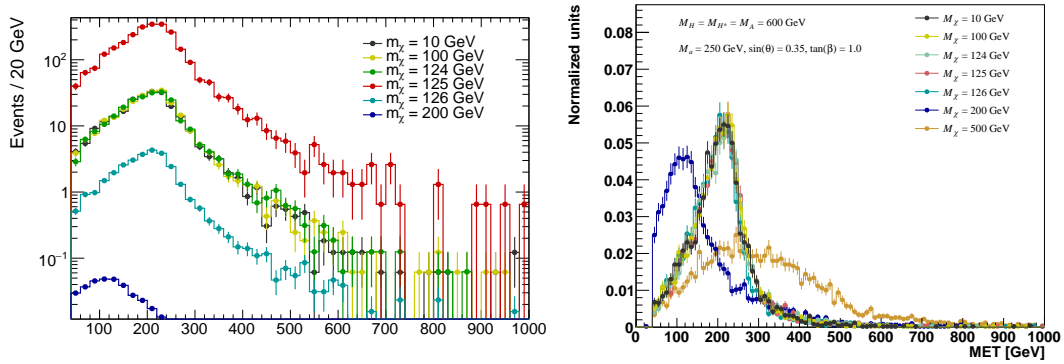 Events / 20 GeV
10²
10
1
10⁻¹
m_χ = 10 GeV
m_χ = 100 GeV
m_χ = 124 GeV
m_χ = 125 GeV
m_χ = 126 GeV
m_χ = 200 GeV
100 200 300 400 500 600 700 800 900 1000
Normalized units
0.08
0.07
0.06
0.05
0.04
0.03
0.02
0.01
0
M_H = M_H± = M_A = 600 GeV
M_a = 250 GeV, sin(θ) = 0.35, tan(β) = 1.0
M_χ = 10 GeV
M_χ = 100 GeV
M_χ = 124 GeV
M_χ = 125 GeV
M_χ = 126 GeV
M_χ = 200 GeV
M_χ = 500 GeV
0 100 200 300 400 500 600 700 800 900 1000
MET [GeV]